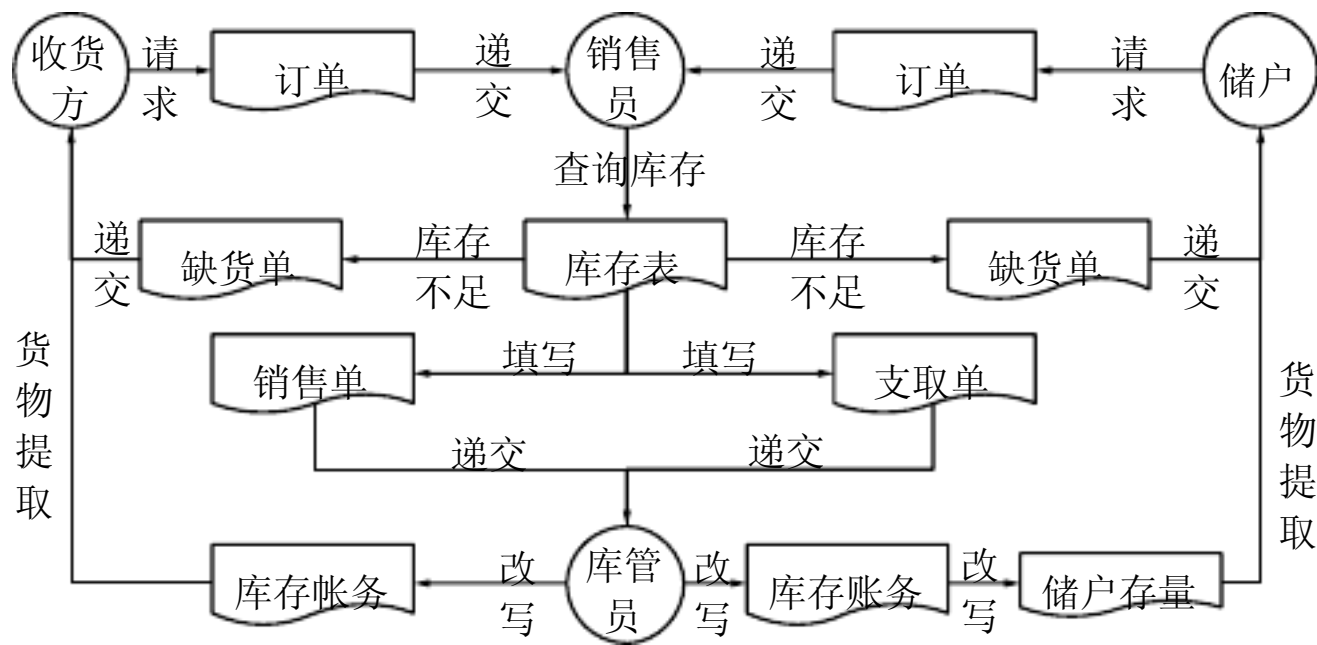 收货方
请求
订单
递交
销售员
递交
订单
请求
储户
查询库存
递交
缺货单
库存不足
库存表
库存不足
缺货单
递交
货物提取
销售单
填写
填写
支取单
货物提取
递交
递交
库存帐务
改写
库管员
改写
库存账务
改写
储户存量